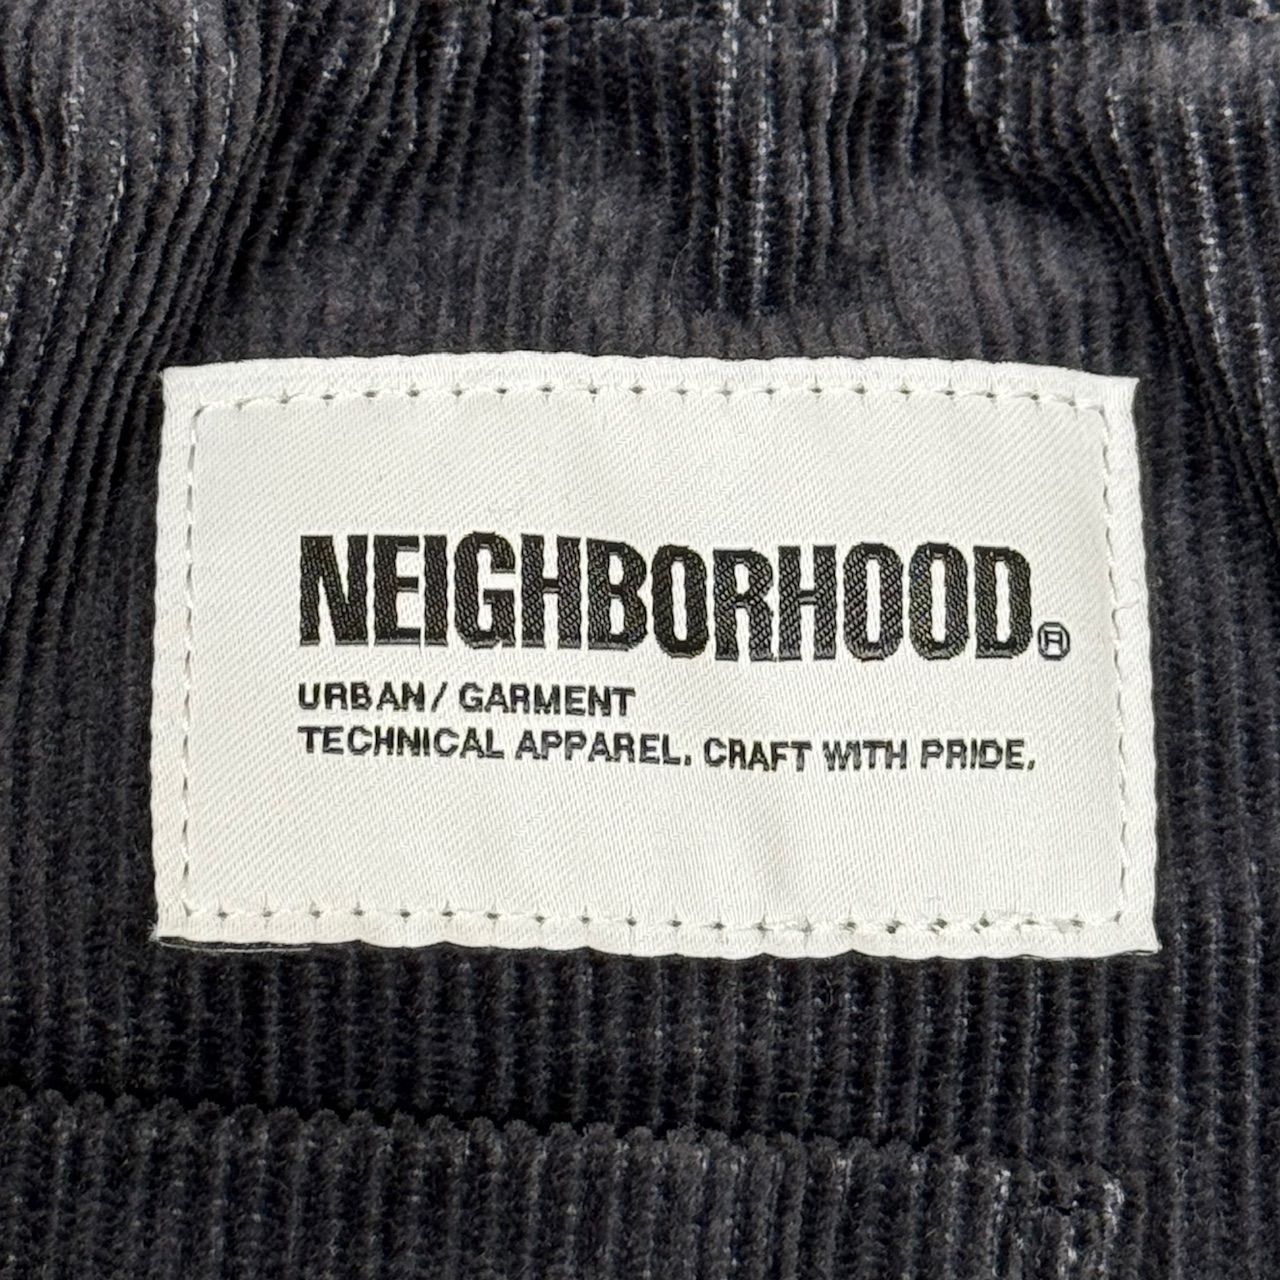 NEIGHBORHOOD®
URBAN/ GARMENT
TECHNICAL APPAREL. CRAFT WITH PRIDE.